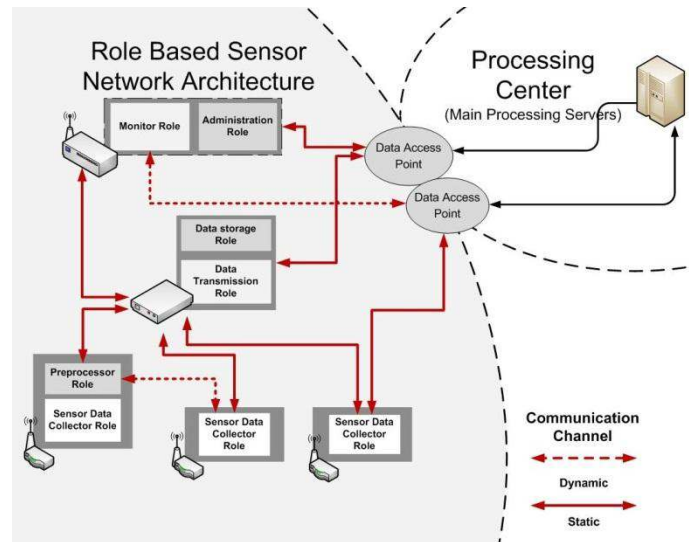 Role Based Sensor
Network Architecture
Processing
Center
(Main Processing Servers)
Monitor Role
Administration
Role
Data Access
Point
Data Access
Point
Data storage
Role
Data
Transmission
Role
Preprocessor
Role
Sensor Data
Collector Role
Sensor Data
Collector
Role
Sensor Data
Collector
Role
Communication
Channel
Dynamic
Static